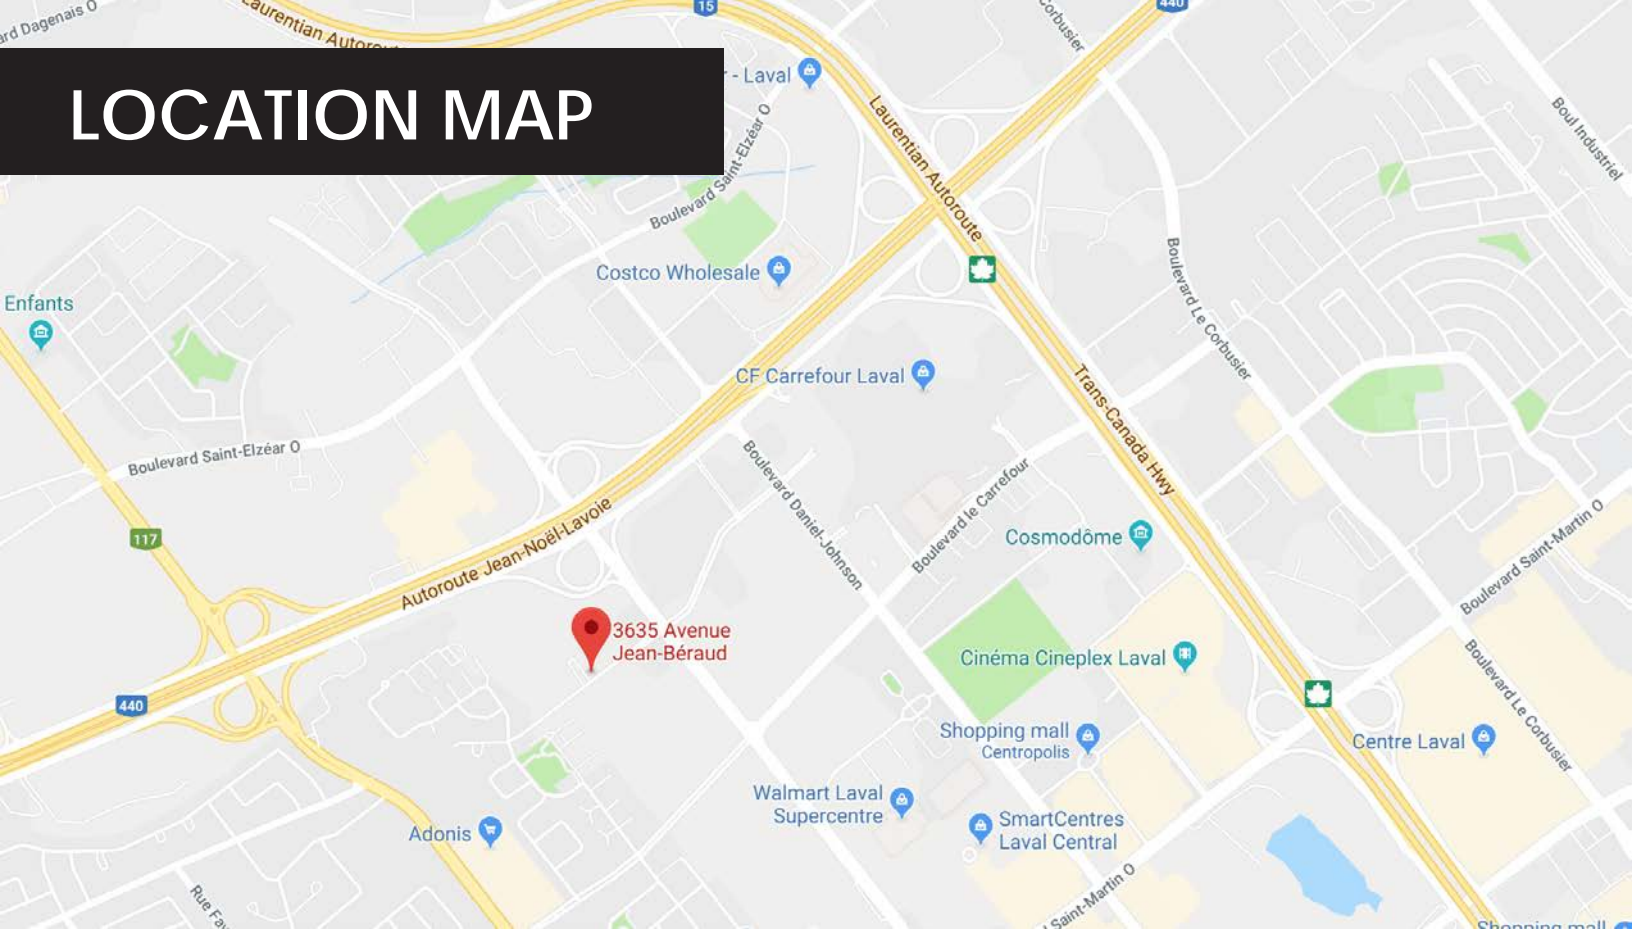 Dagenais O
15
440
Laurentian
Corbusier
LOCATION MAP
- Laval
Laurentian Autoroute
Boul Industriel
Boulevard Saint-Elzéar O
Costco Wholesale
Boulevard Le Corbusier
Enfants
CF Carrefour Laval
Trans-Canada Hwy
Boulevard Saint-Elzéar O
Boulevard Daniel-Johnson
Boulevard le Carrefour
117
Autoroute Jean-Noël-Lavoie
Cosmodôme
Boulevard Saint-Martin O
3635 Avenue
Jean-Béraud
Cinéma Cineplex Laval
440
Boulevard Le Corbusier
Shopping mall
Centropolis
Centre Laval
Walmart Laval
Supercentre
SmartCentres
Laval Central
Adonis
Saint-Martin O
Rue
Shopping mall